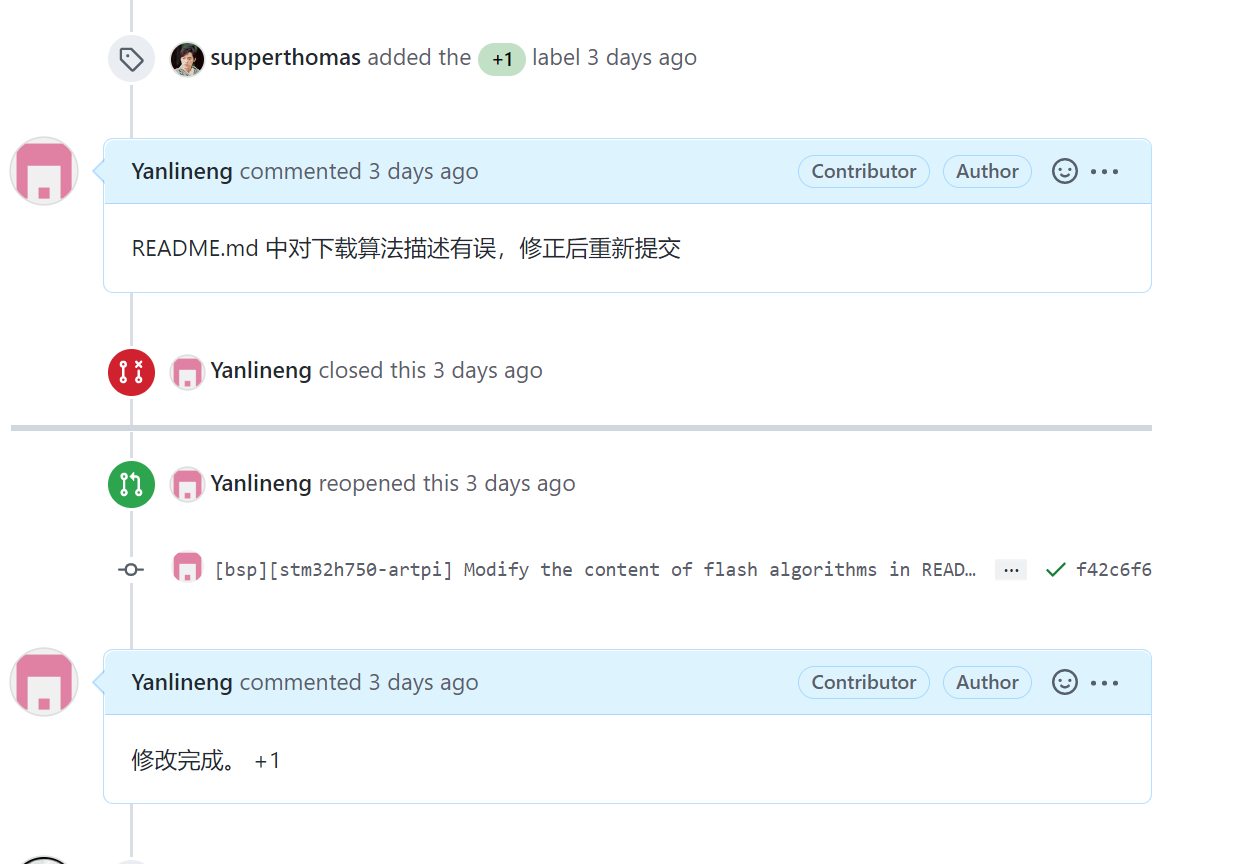 supperthomas added the +1 label 3 days ago
Yanlineng commented 3 days ago Contributor Author
README.md 中对下载算法描述有误，修正后重新提交
Yanlineng closed this 3 days ago
Yanlineng reopened this 3 days ago
[bsp][stm32h750-artpi] Modify the content of flash algorithms in READ… … f42c6f6
Yanlineng commented 3 days ago Contributor Author
修改完成。 +1